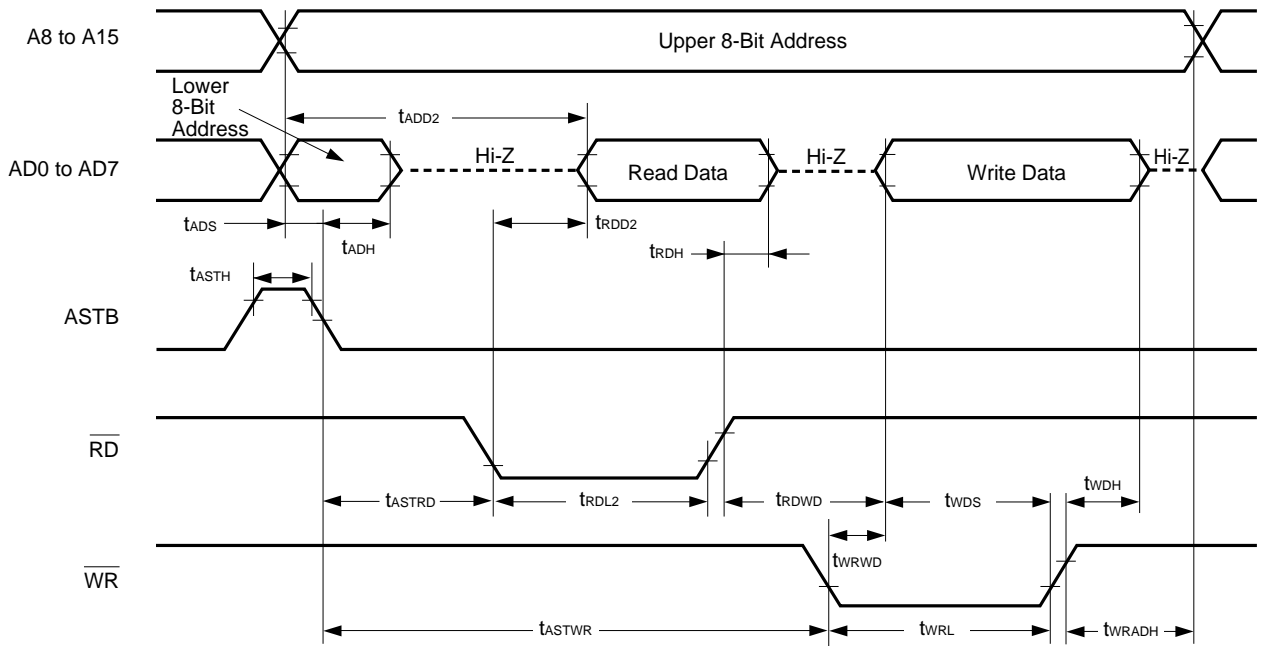 A8 to A15
Upper 8-Bit Address
Lower
8-Bit
Address
tADD2
AD0 to AD7
Hi-Z
Read Data
Hi-Z
Write Data
Hi-Z
tADS
tADH
tRDD2
tRDH
tASTH
ASTB
RD
tASTRD
tRDL2
tRDWD
tWDS
tWDH
tWRWD
WR
tASTWR
tWRL
tWRADH